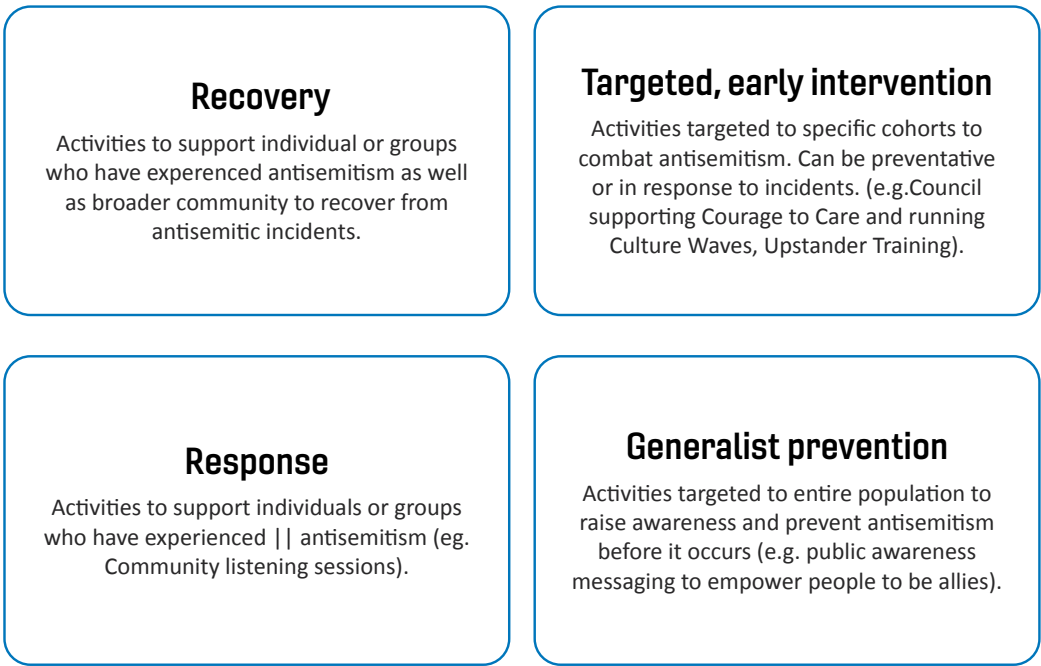 Recovery
Activities to support individual or groups
who have experenced antisemitism as well
as broader community to recover from
antisemitic incidents.
Targeted, early intervention
Activities targeted to specific cohorts to
combat antisemitism. Can be preventative
or in response to incidents. (e.g.Council
supporting Courage to Care and running
Culture Waves, Upstander Training).
Response
Activities to support individuals or groups
who have experienced || antisemitism (eg.
Community listening sessions).
Generalist prevention
Activities targeted to entire population to
raise awareness and prevent antisemitism
before it occurs (e.g. public awareness
messaging to empower people to be allies).